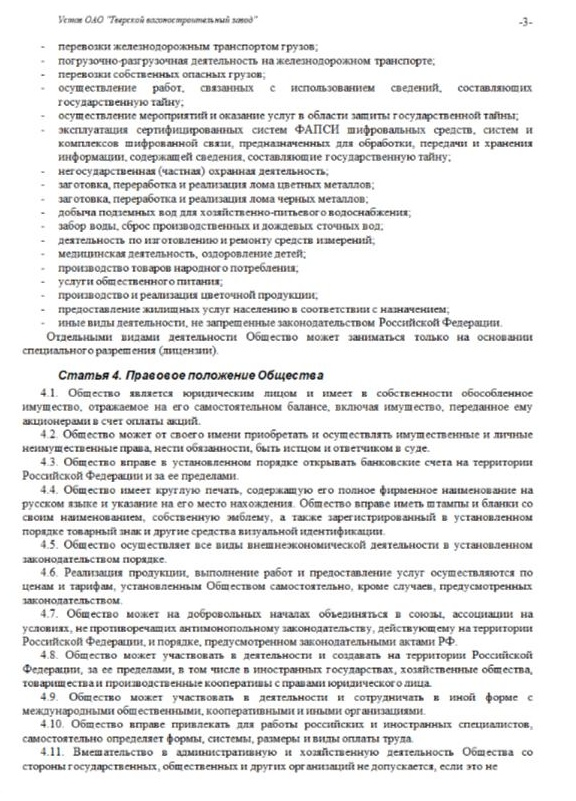 Устав ОАО "Тверской вагоностроительный завод"
-3-
- перевозки железнодорожным транспортом грузов;
- погрузочно-разгрузочная деятельность на железнодорожном транспорте;
- перевозки собственных опасных грузов;
- осуществление работ, связанных с использованием сведений, составляющих
государственную тайну;
- осуществление мероприятий и оказание услуг в области защиты государственной тайны;
- эксплуатация сертифицированных систем ФАПСИ шифровальных средств, систем и
комплексов шифрованной связи, предназначенных для обработки, передачи и хранения
информации, содержащей сведения, составляющие государственную тайну;
- негосударственная (частная) охранная деятельность;
- заготовка, переработка и реализация лома цветных металлов;
- заготовка, переработка и реализация лома черных металлов;
- добыча подземных вод для хозяйственно-питьевого водоснабжения;
- забор воды, сброс производственных и дождевых сточных вод;
- деятельность по изготовлению и ремонту средств измерений;
- медицинская деятельность, оздоровление детей;
- производство товаров народного потребления;
- услуги общественного питания;
- производство и реализация цветочной продукции;
- предоставление жилищных услуг населению в соответствии с назначением;
- иные виды деятельности, не запрещенные законодательством Российской Федерации.
Отдельными видами деятельности Общество может заниматься только на основании
специального разрешения (лицензии).
Статья 4. Правовое положение Общества
4.1. Общество является юридическим лицом и имеет в собственности обособленное
имущество, отражаемое на его самостоятельном балансе, включая имущество, переданное ему
акционерами в счет оплаты акций.
4.2. Общество может от своего имени приобретать и осуществлять имущественные и личные
неимущественные права, нести обязанности, быть истцом и ответчиком в суде.
4.3. Общество вправе в установленном порядке открывать банковские счета на территории
Российской Федерации и за ее пределами.
4.4. Общество имеет круглую печать, содержащую его полное фирменное наименование на
русском языке и указание на его место нахождения. Общество вправе иметь штампы и бланки со
своим наименованием, собственную эмблему, а также зарегистрированный в установленном
порядке товарный знак и другие средства визуальной идентификации.
4.5. Общество осуществляет все виды внешнеэкономической деятельности в установленном
законодательством порядке.
4.6. Реализация продукции, выполнение работ и предоставление услуг осуществляются по
ценам и тарифам, установленным Обществом самостоятельно, кроме случаев, предусмотренных
законодательством.
4.7. Общество может на добровольных началах объединяться в союзы, ассоциации на
условиях, не противоречащих антимонопольному законодательству, действующему на территории
Российской Федерации, и порядке, предусмотренном законодательными актами РФ.
4.8. Общество может участвовать в деятельности и создавать на территории Российской
Федерации, за ее пределами, в том числе в иностранных государствах, хозяйственные общества,
товарищества и производственные кооперативы с правами юридического лица.
4.9. Общество может участвовать в деятельности и сотрудничать в иной форме с
международными общественными, кооперативными и иными организациями.
4.10. Общество вправе привлекать для работы российских и иностранных специалистов,
самостоятельно определяет формы, системы, размеры и виды оплаты труда.
4.11. Вмешательство в административную и хозяйственную деятельность Общества со
стороны государственных, общественных и других организаций не допускается, если это не